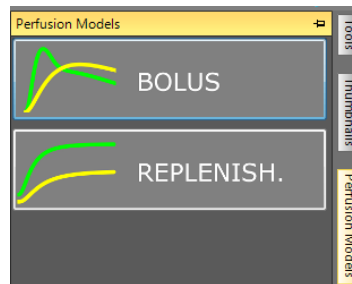 Perfusion Models
BOLUS
REPLENISH.
Tools
Thumbnails
Perfusion Models